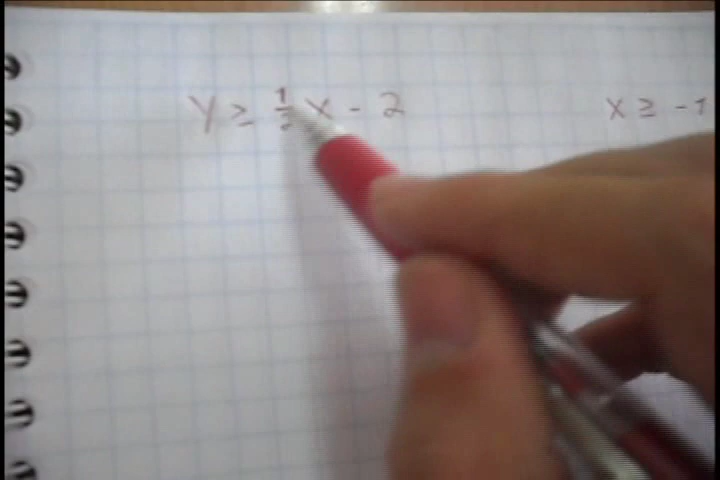 y ≥ 1/2 x - 2
x ≥ -1